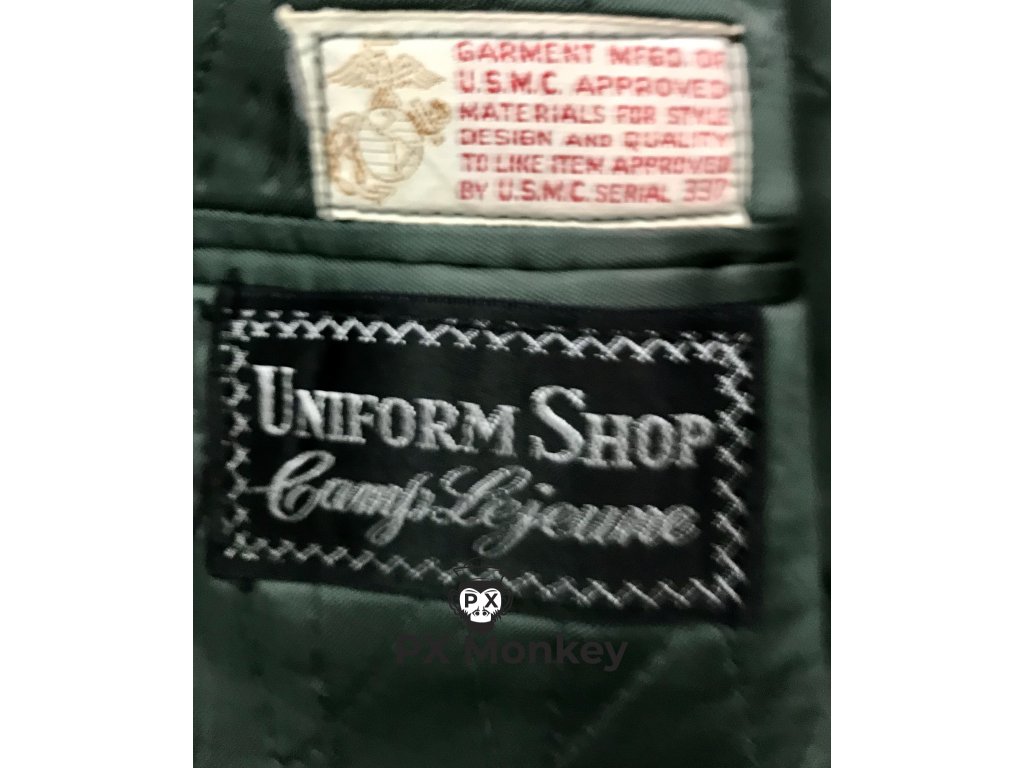 GARMENT MFGD. OF
U.S.M.C. APPROVED
MATERIALS FOR STYLE
DESIGN AND QUALITY
TO LIKE ITEM APPROVED
BY U.S.M.C. SERIAL
UNIFORM SHOP
Camp Lejeune
PX
PX Monkey